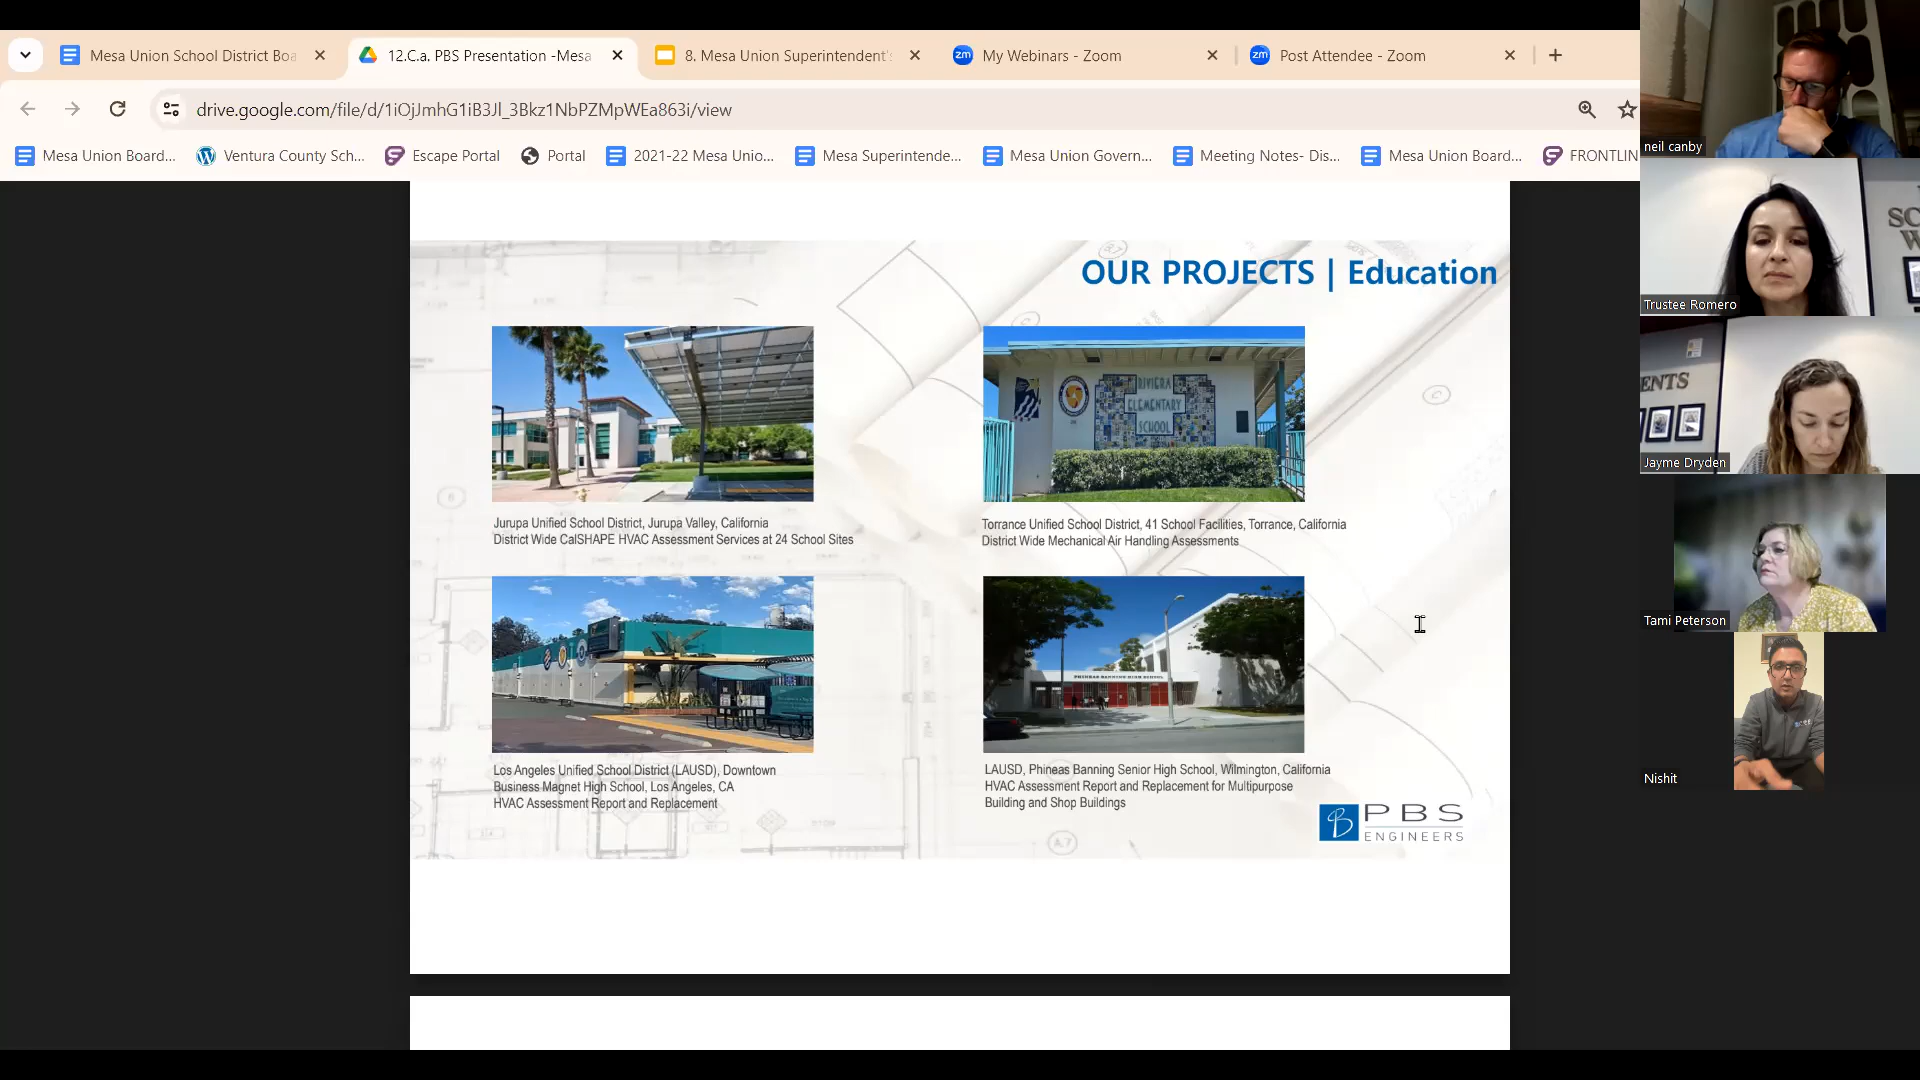 Mesa Union School District Boa
12.C.a. PBS Presentation -Mesa
8. Mesa Union Superintendent's
My Webinars - Zoom
Post Attendee - Zoom
drive.google.com/file/d/1iOjJmhG1iB3Jl_3Bkz1NbPZMpWEa863i/view
Mesa Union Board...
Ventura County Sch...
Escape Portal
Portal
2021-22 Mesa Unio...
Mesa Superintende...
Mesa Union Govern...
Meeting Notes- Dis...
Mesa Union Board...
FRONTLIN
OUR PROJECTS | Education
RIVIERA
ELEMENTARY
SCHOOL
Jurupa Unified School District, Jurupa Valley, California
District Wide CalSHAPE HVAC Assessment Services at 24 School Sites
Torrance Unified School District, 41 School Facilities, Torrance, California
District Wide Mechanical Air Handling Assessments
PHINEAS BANNING HIGH SCHOOL
Los Angeles Unified School District (LAUSD), Downtown
Business Magnet High School, Los Angeles, CA
HVAC Assessment Report and Replacement
LAUSD, Phineas Banning Senior High School, Wilmington, California
HVAC Assessment Report and Replacement for Multipurpose
Building and Shop Buildings
PBS
ENGINEERS
neil canby
Trustee Romero
ENTS
Jayme Dryden
Tami Peterson
Nishit